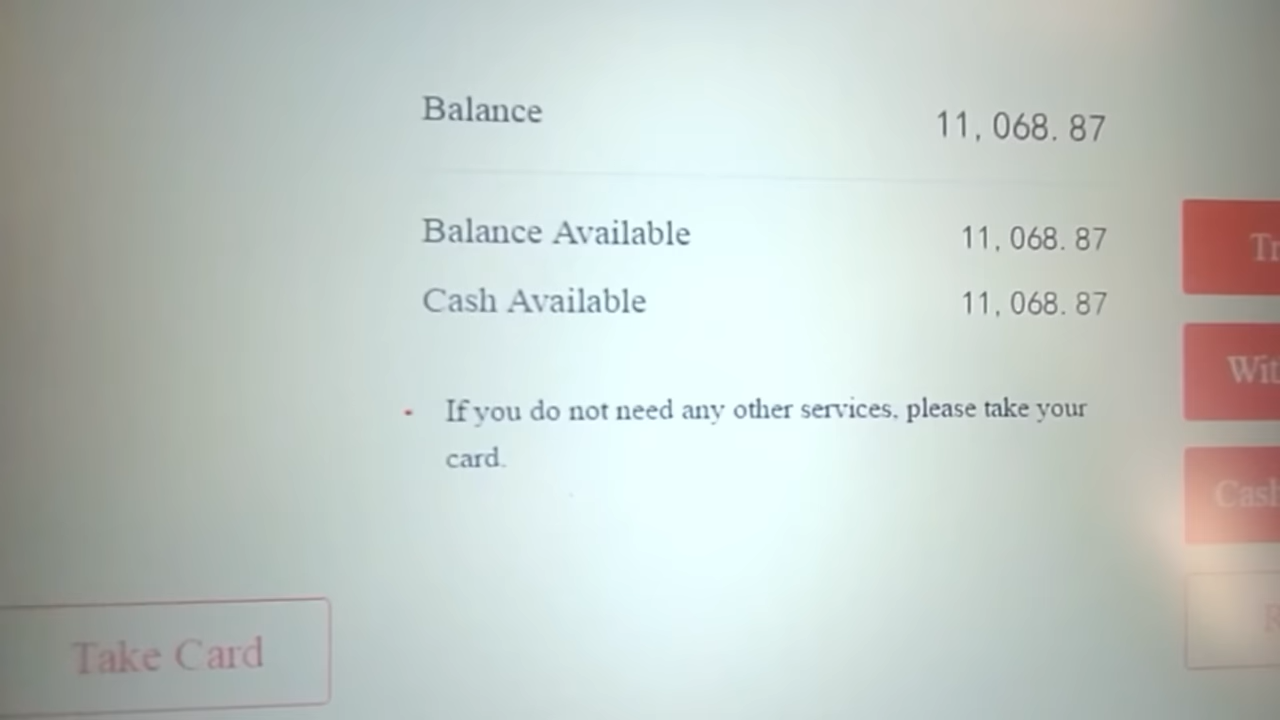 Balance 11,068.87
Balance Available 11,068.87
Cash Available 11,068.87
If you do not need any other services, please take your
card.
Take Card